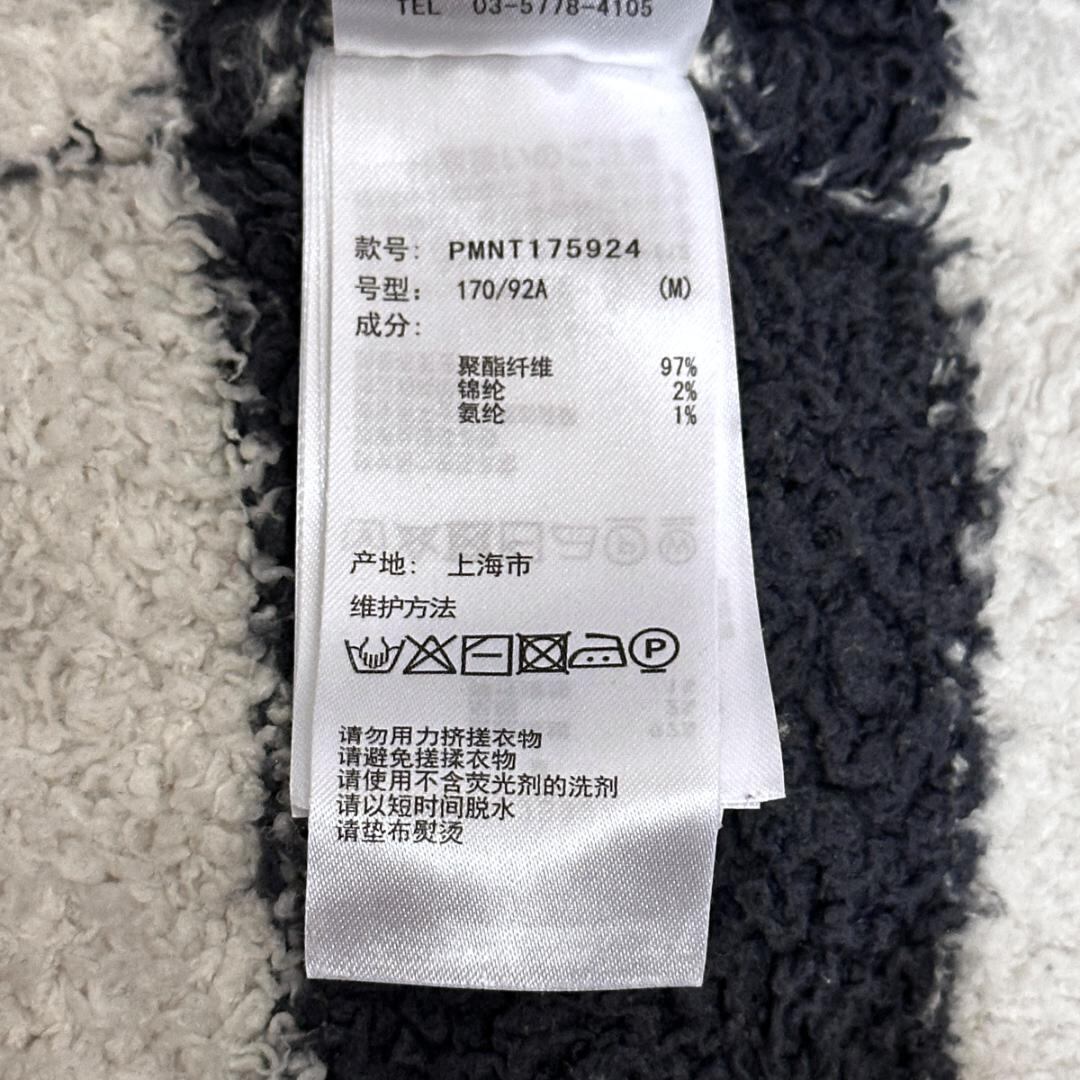 TEL 03-5778-4105
款号: PMNT175924
号型: 170/92A (M)
成分:
聚酯纤维 97%
锦纶 2%
氨纶 1%
产地: 上海市
维护方法
P
请勿用力挤搓衣物
请避免搓揉衣物
请使用不含荧光剂的洗剂
请以短时间脱水
请垫布熨烫